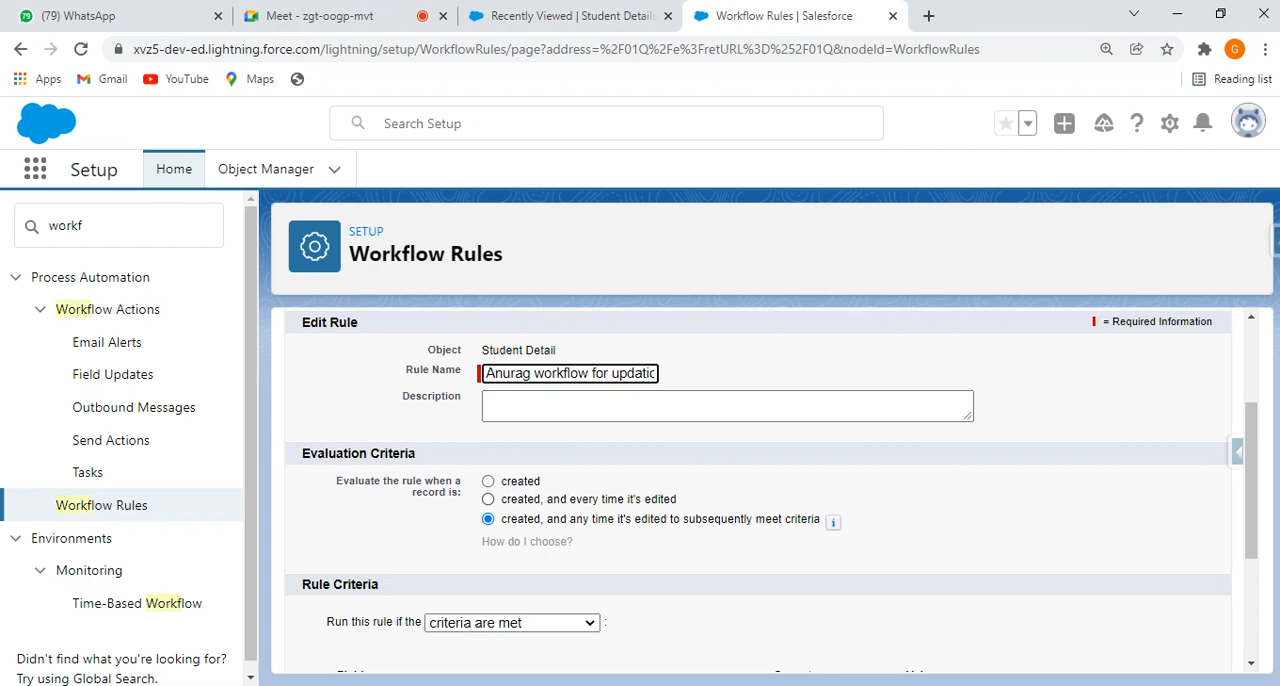 79 (79) WhatsApp
Meet - zgt-oogp-mvt
Recently Viewed | Student Details
Workflow Rules | Salesforce
xvz5-dev-ed.lightning.force.com/lightning/setup/WorkflowRules/page?address=%2F01Q%2Fe%3FretURL%3D%252F01Q&nodeId=WorkflowRules
G
Apps Gmail YouTube Maps Reading list
Search Setup
Setup Home Object Manager
workf
SETUP
Workflow Rules
Process Automation
Workflow Actions
Email Alerts
Field Updates
Outbound Messages
Send Actions
Tasks
Workflow Rules
Environments
Monitoring
Time-Based Workflow
Didn't find what you're looking for?
Try using Global Search.
Edit Rule = Required Information
Object Student Detail
Rule Name Anurag workflow for updatio
Description
Evaluation Criteria
Evaluate the rule when a
record is:
created
created, and every time it's edited
created, and any time it's edited to subsequently meet criteria i
How do I choose?
Rule Criteria
Run this rule if the criteria are met :